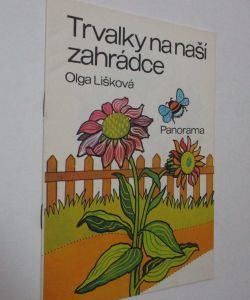 Trvalky na naší
zahrádce
Olga Lišková
Panorama